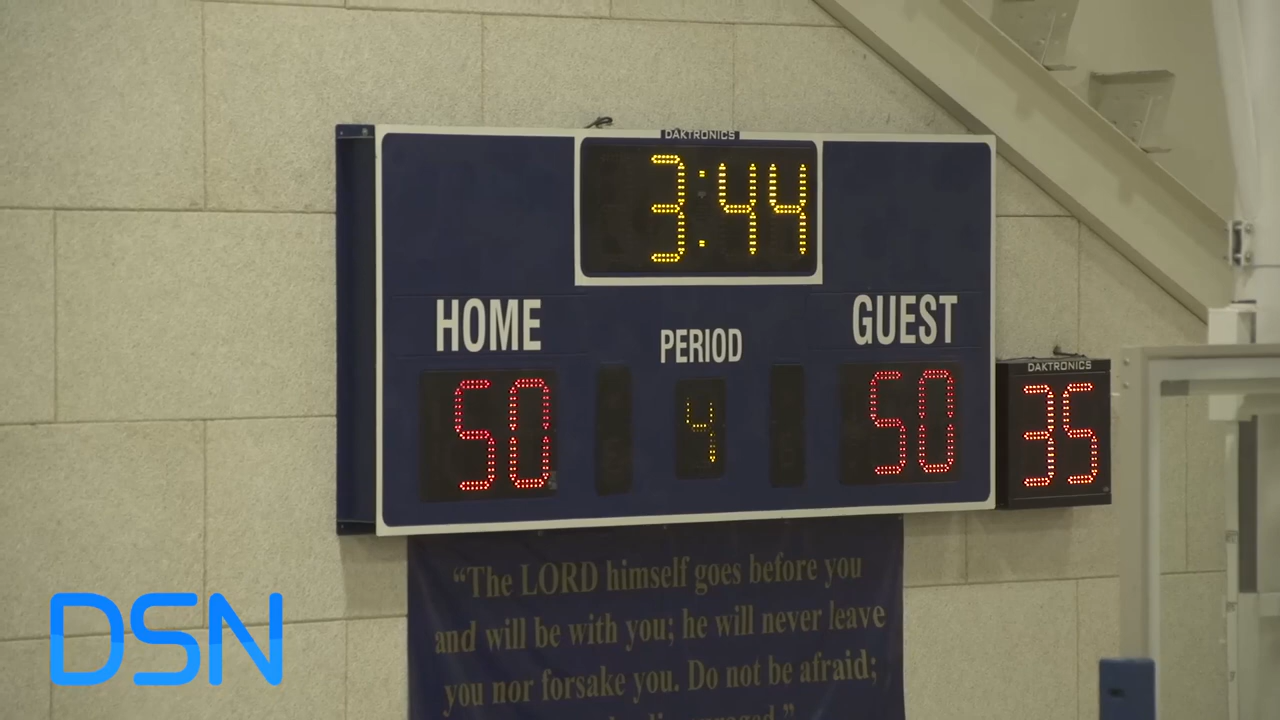 DAKTRONICS
3:44
HOME
PERIOD
GUEST
50
4
50
DAKTRONICS
35
“The LORD himself goes before you
and will be with you; he will never leave
you nor forsake you. Do not be afraid;
DSN